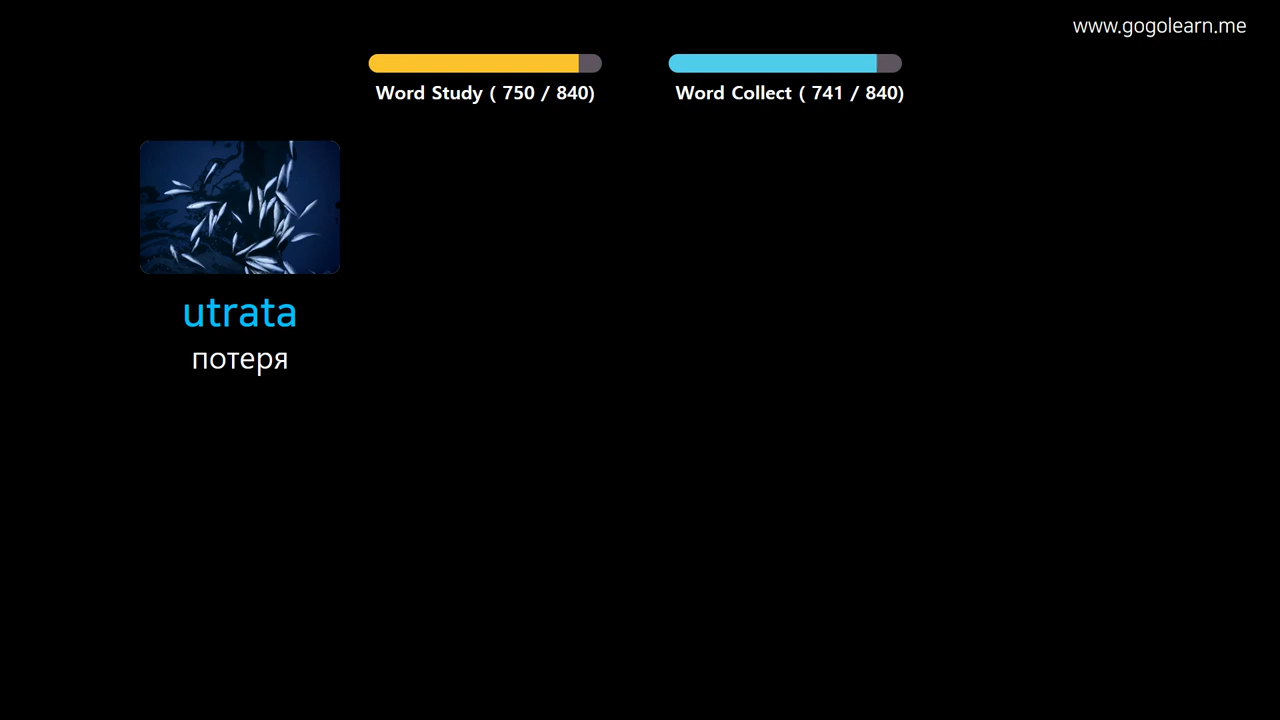 www.gogolearn.me
Word Study ( 750 / 840)
Word Collect ( 741 / 840)
utrata
потеря